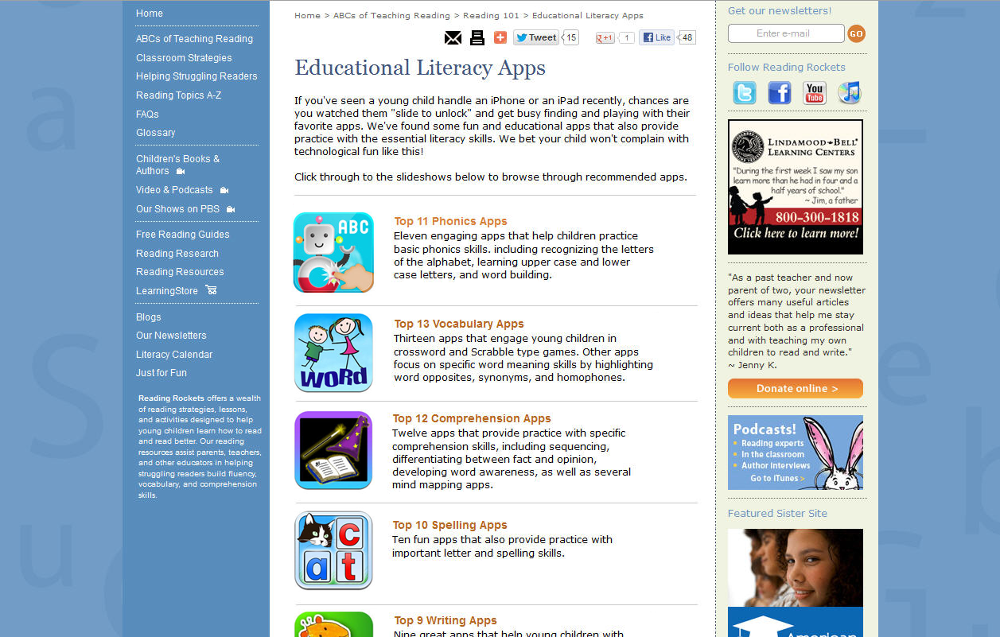 Home
ABCs of Teaching Reading
Classroom Strategies
Helping Struggling Readers
Reading Topics A-Z
FAQs
Glossary
Children's Books &
Authors
Video & Podcasts
Our Shows on PBS
Free Reading Guides
Reading Research
Reading Resources
LearningStore
Blogs
Our Newsletters
Literacy Calendar
Just for Fun
Reading Rockets offers a wealth
of reading strategies, lessons,
and activities designed to help
young children learn how to read
and read better. Our reading
resources assist parents, teachers,
and other educators in helping
struggling readers build fluency,
vocabulary, and comprehension
skills.
Home > ABCs of Teaching Reading > Reading 101 > Educational Literacy Apps
Tweet 15 g +1 1 Like 48
Educational Literacy Apps
If you've seen a young child handle an iPhone or an iPad recently, chances are
you watched them "slide to unlock" and get busy finding and playing with their
favorite apps. We've found some fun and educational apps that also provide
practice with the essential literacy skills. We bet your child won't complain with
technological fun like this!
Click through to the slideshows below to browse through recommended apps.
ABC
Top 11 Phonics Apps
Eleven engaging apps that help children practice
basic phonics skills. including recognizing the letters
of the alphabet, learning upper case and lower
case letters, and word building.
WORd
Top 13 Vocabulary Apps
Thirteen apps that engage young children in
crossword and Scrabble type games. Other apps
focus on specific word meaning skills by highlighting
word opposites, synonyms, and homophones.
Top 12 Comprehension Apps
Twelve apps that provide practice with specific
comprehension skills, including sequencing,
differentiating between fact and opinion,
developing word awareness, as well as several
mind mapping apps.
c
a t
Top 10 Spelling Apps
Ten fun apps that also provide practice with
important letter and spelling skills.
Top 9 Writing Apps
Nine great apps that help young children with
Get our newsletters!
Enter e-mail GO
Follow Reading Rockets
t f You Tube
LINDAMOOD-BELL®
LEARNING CENTERS
"During the first week I saw my son
learn more than he had in four and a
half years of school."
~ Jim, a father
800-300-1818
Click here to learn more!
"As a past teacher and now
parent of two, your newsletter
offers many useful articles
and ideas that help me stay
current both as a professional
and with teaching my own
children to read and write."
~ Jenny K.
Donate online >
Podcasts!
Reading experts
In the classroom
Author interviews
Go to iTunes >
Featured Sister Site
American